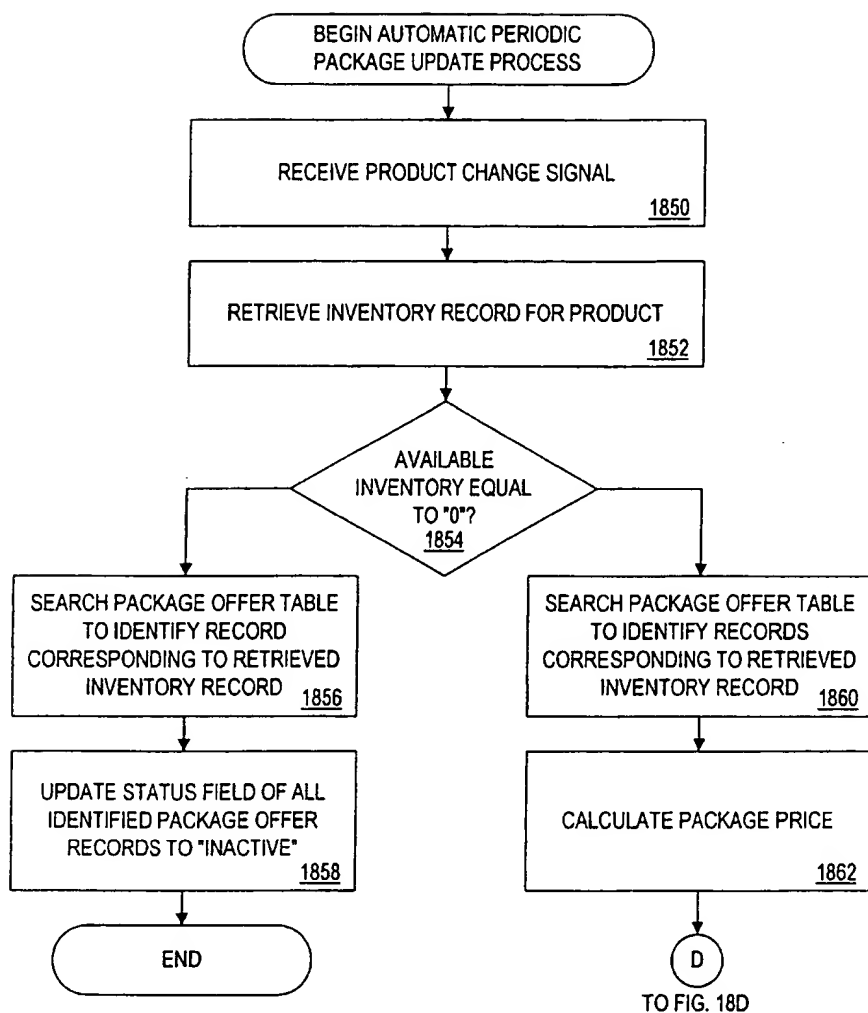 BEGIN AUTOMATIC PERIODIC
PACKAGE UPDATE PROCESS
RECEIVE PRODUCT CHANGE SIGNAL
1850
RETRIEVE INVENTORY RECORD FOR PRODUCT
1852
AVAILABLE
INVENTORY EQUAL
TO "0"?
1854
SEARCH PACKAGE OFFER TABLE
TO IDENTIFY RECORD
CORRESPONDING TO RETRIEVED
INVENTORY RECORD
1856
UPDATE STATUS FIELD OF ALL
IDENTIFIED PACKAGE OFFER
RECORDS TO "INACTIVE"
1858
END
SEARCH PACKAGE OFFER TABLE
TO IDENTIFY RECORDS
CORRESPONDING TO RETRIEVED
INVENTORY RECORD
1860
CALCULATE PACKAGE PRICE
1862
D
TO FIG. 18D